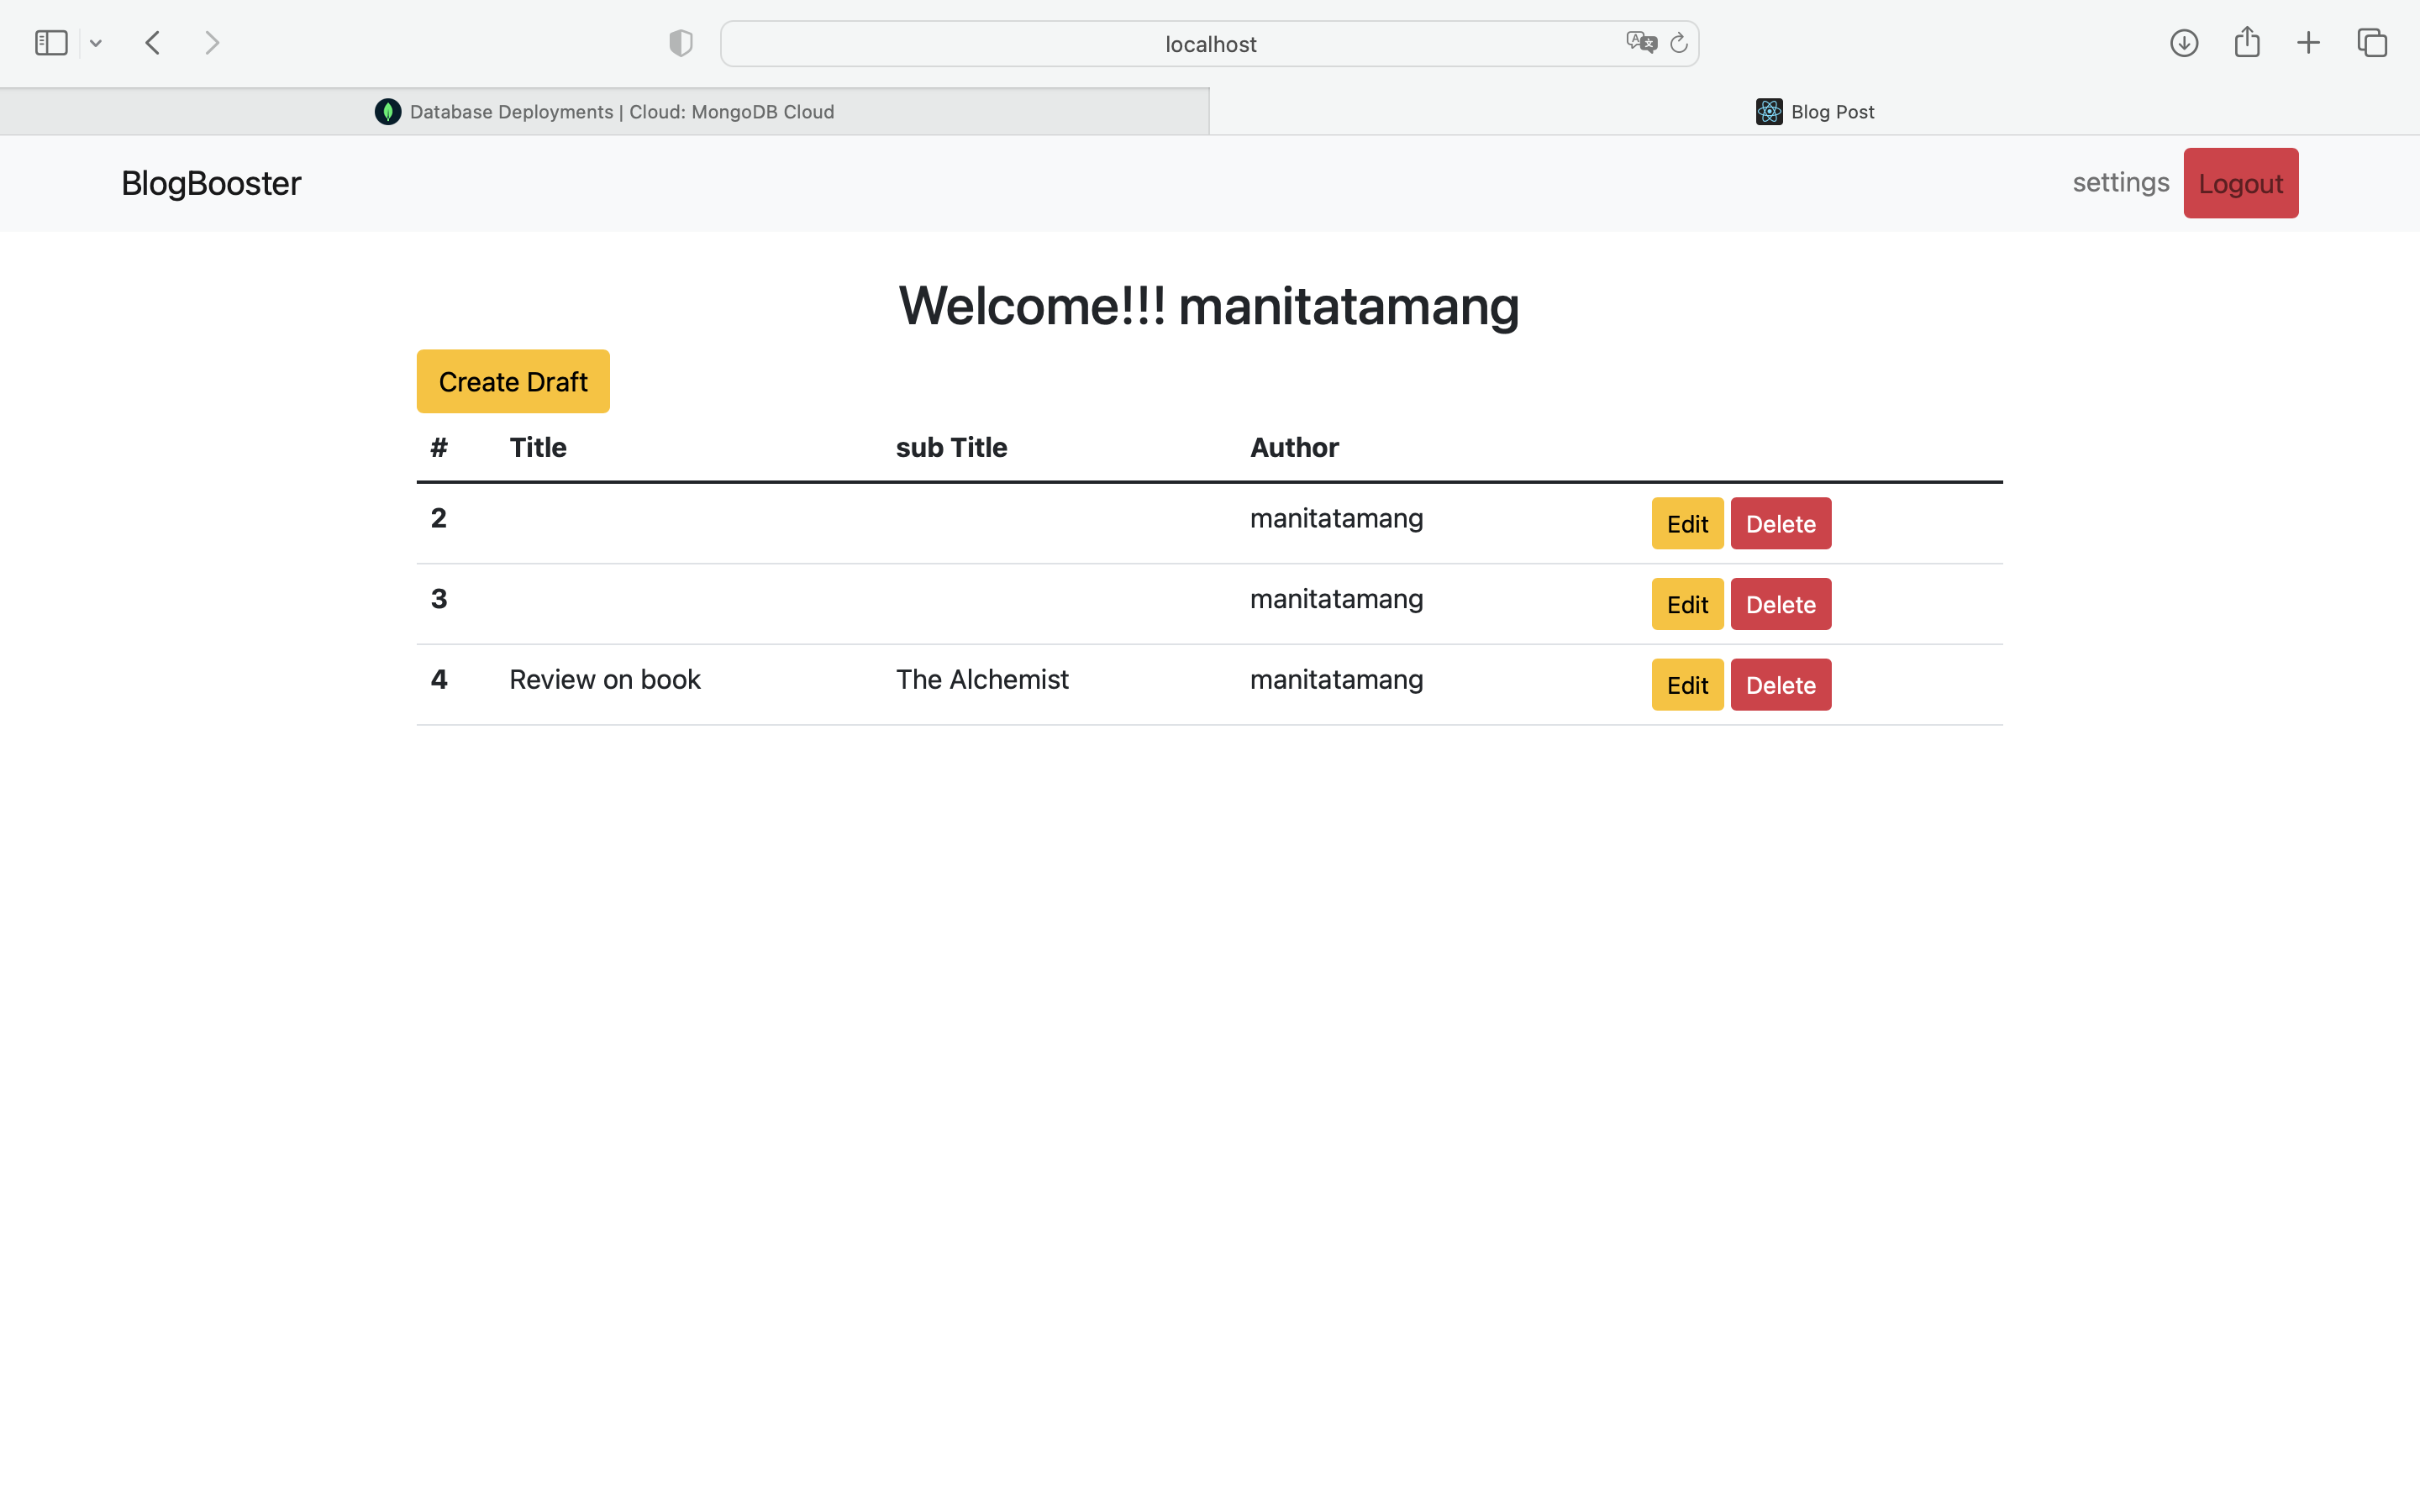 localhost
Database Deployments | Cloud: MongoDB Cloud
Blog Post
BlogBooster
settings
Logout
Welcome!!! manitatamang
Create Draft
# Title sub Title Author
2 manitatamang Edit Delete
3 manitatamang Edit Delete
4 Review on book The Alchemist manitatamang Edit Delete